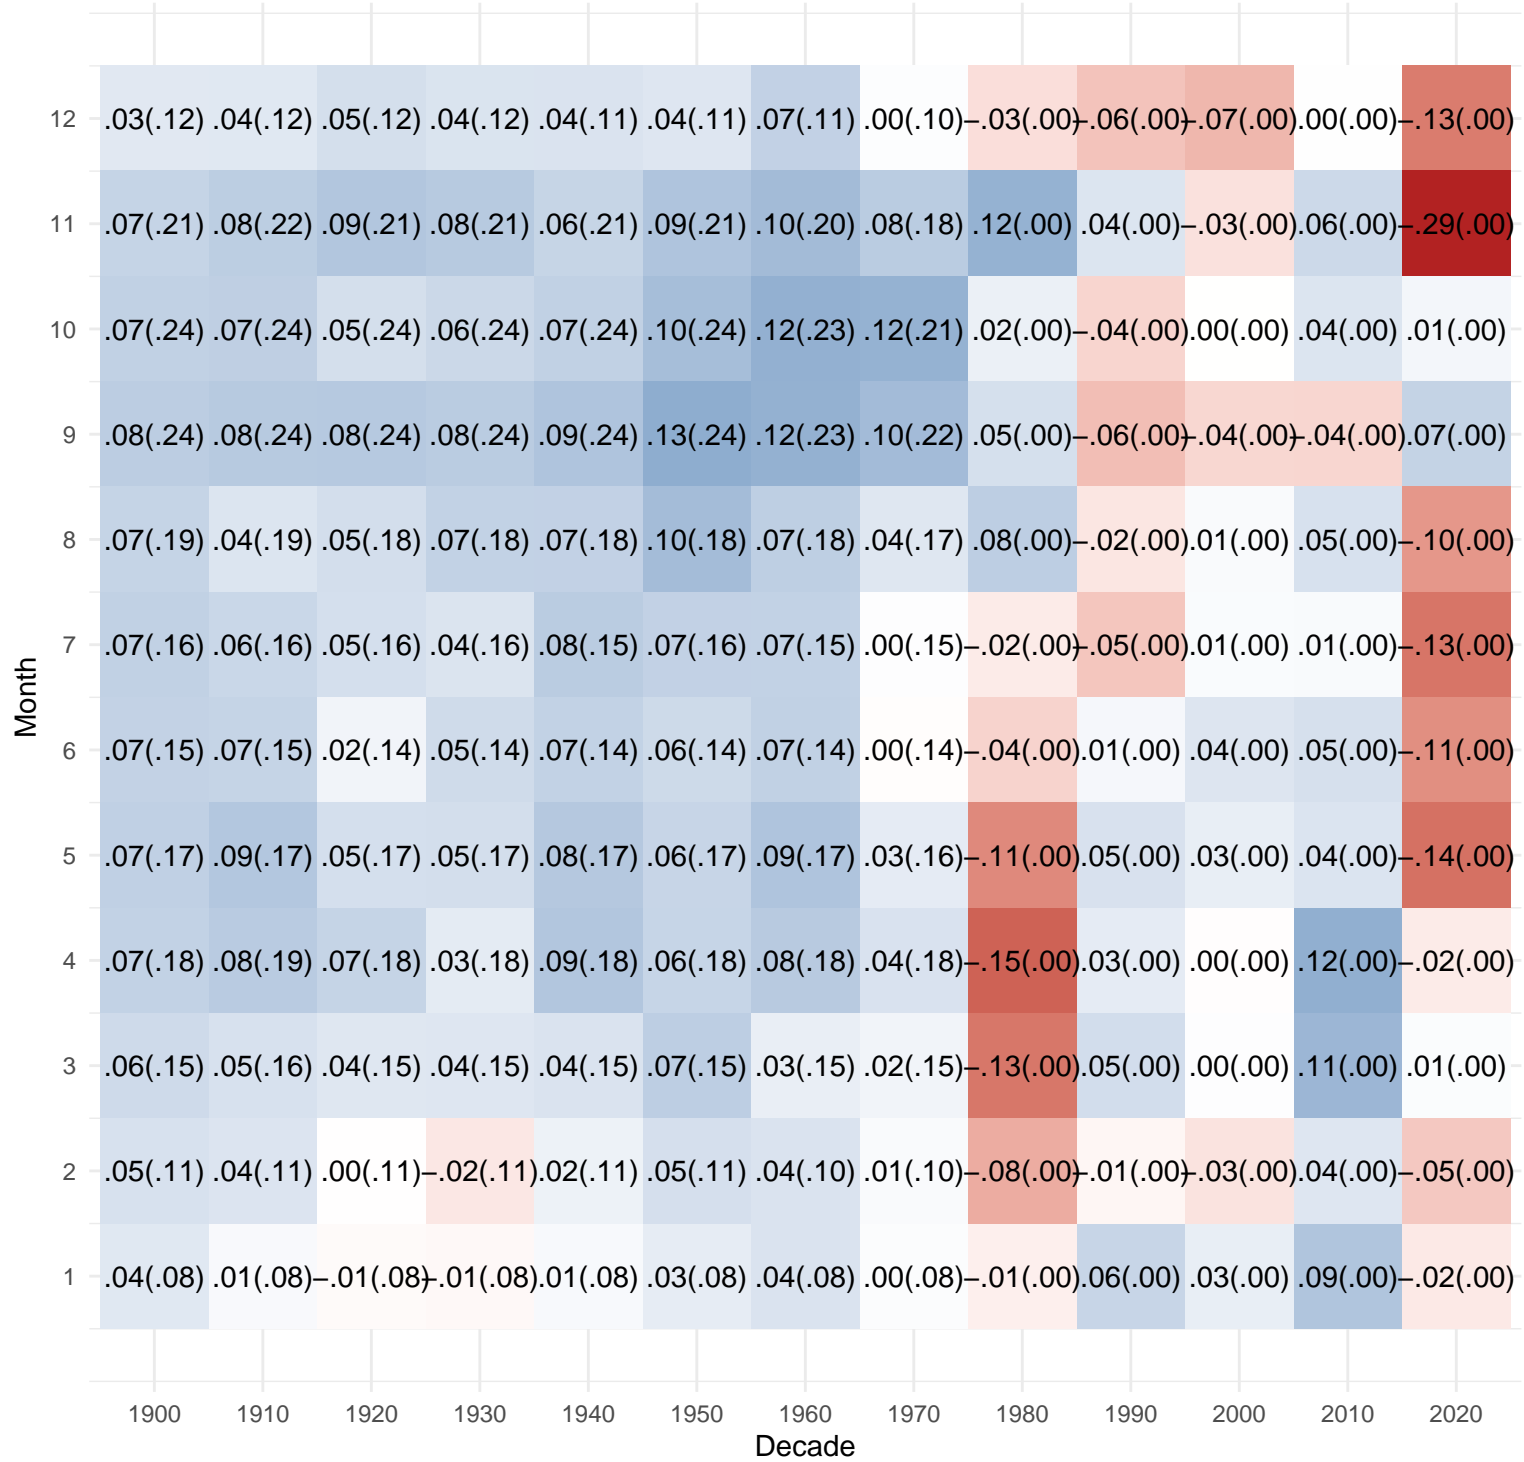 12 .03(.12) .04(.12) .05(.12) .04(.12) .04(.11) .04(.11) .07(.11) .00(.10) −.03(.00) −.06(.00) −.07(.00) .00(.00) −.13(.00)
11 .07(.21) .08(.22) .09(.21) .08(.21) .06(.21) .09(.21) .10(.20) .08(.18) .12(.00) .04(.00) −.03(.00) .06(.00) −.29(.00)
10 .07(.24) .07(.24) .05(.24) .06(.24) .07(.24) .10(.24) .12(.23) .12(.21) .02(.00) −.04(.00) .00(.00) .04(.00) .01(.00)
9 .08(.24) .08(.24) .08(.24) .08(.24) .09(.24) .13(.24) .12(.23) .10(.22) .05(.00) −.06(.00) −.04(.00) −.04(.00) .07(.00)
8 .07(.19) .04(.19) .05(.18) .07(.18) .07(.18) .10(.18) .07(.18) .04(.17) .08(.00) −.02(.00) .01(.00) .05(.00) −.10(.00)
7 .07(.16) .06(.16) .05(.16) .04(.16) .08(.15) .07(.16) .07(.15) .00(.15) −.02(.00) −.05(.00) .01(.00) .01(.00) −.13(.00)
6 .07(.15) .07(.15) .02(.14) .05(.14) .07(.14) .06(.14) .07(.14) .00(.14) −.04(.00) .01(.00) .04(.00) .05(.00) −.11(.00)
5 .07(.17) .09(.17) .05(.17) .05(.17) .08(.17) .06(.17) .09(.17) .03(.16) −.11(.00) .05(.00) .03(.00) .04(.00) −.14(.00)
4 .07(.18) .08(.19) .07(.18) .03(.18) .09(.18) .06(.18) .08(.18) .04(.18) −.15(.00) .03(.00) .00(.00) .12(.00) −.02(.00)
3 .06(.15) .05(.16) .04(.15) .04(.15) .04(.15) .07(.15) .03(.15) .02(.15) −.13(.00) .05(.00) .00(.00) .11(.00) .01(.00)
2 .05(.11) .04(.11) .00(.11) −.02(.11) .02(.11) .05(.11) .04(.10) .01(.10) −.08(.00) −.01(.00) −.03(.00) .04(.00) −.05(.00)
1 .04(.08) .01(.08) −.01(.08) −.01(.08) .01(.08) .03(.08) .04(.08) .00(.08) −.01(.00) .06(.00) .03(.00) .09(.00) −.02(.00)
Month
1900 1910 1920 1930 1940 1950 1960 1970 1980 1990 2000 2010 2020
Decade